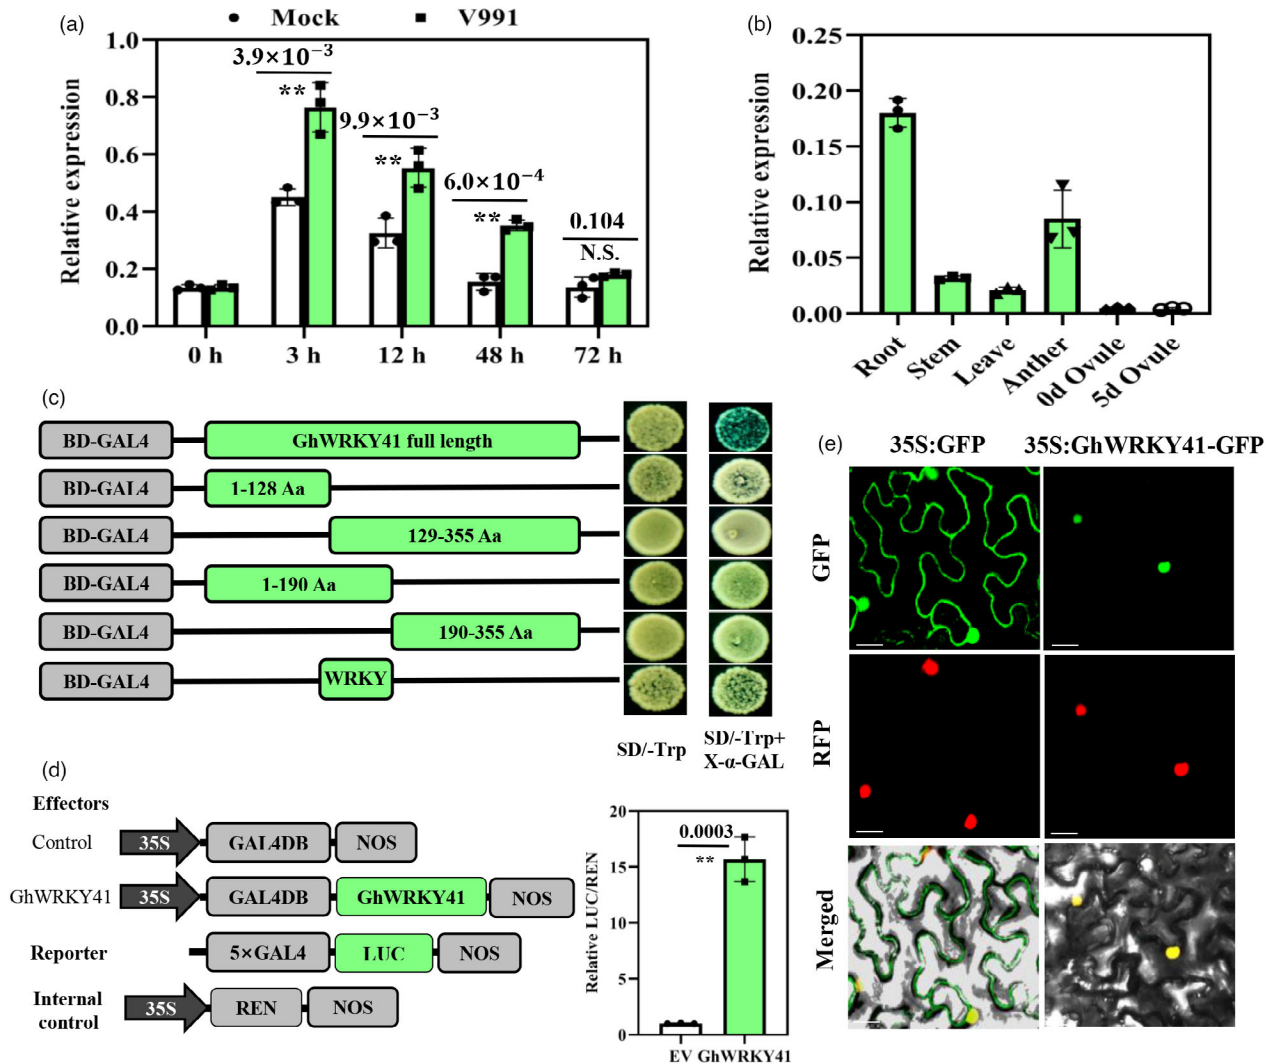 (a)
Mock
V991
Relative expression
1.0
0.8
0.6
0.4
0.2
0.0
3.9×10−3
**
9.9×10−3
**
6.0×10−4
**
0.104
N.S.
0 h
3 h
12 h
48 h
72 h
(b)
Relative expression
0.25
0.20
0.15
0.10
0.05
0.00
Root
Stem
Leave
Anther
0d Ovule
5d Ovule
(c)
BD-GAL4
GhWRKY41 full length
BD-GAL4
1-128 Aa
BD-GAL4
129-355 Aa
BD-GAL4
1-190 Aa
BD-GAL4
190-355 Aa
BD-GAL4
WRKY
SD/-Trp
SD/-Trp+
X-α-GAL
(d)
Effectors
Control
35S
GAL4DB
NOS
GhWRKY41
35S
GAL4DB
GhWRKY41
NOS
Reporter
5×GAL4
LUC
NOS
Internal
control
35S
REN
NOS
Relative LUC/REN
20
15
10
5
0
0.0003
**
EV
GhWRKY41
(e)
35S:GFP
35S:GhWRKY41-GFP
GFP
RFP
Merged